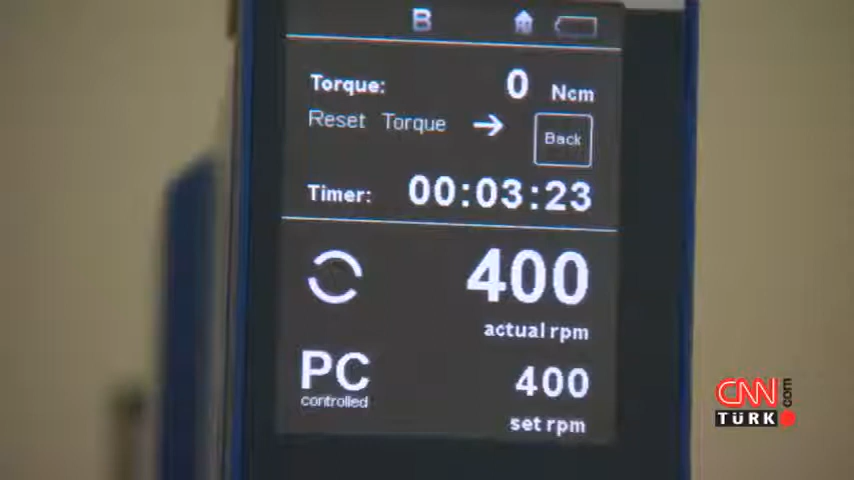 B
Torque: 0 Ncm
Reset Torque → Back
Timer: 00:03:23
400
actual rpm
PC 400
controlled
set rpm
CNN.com
TÜRK